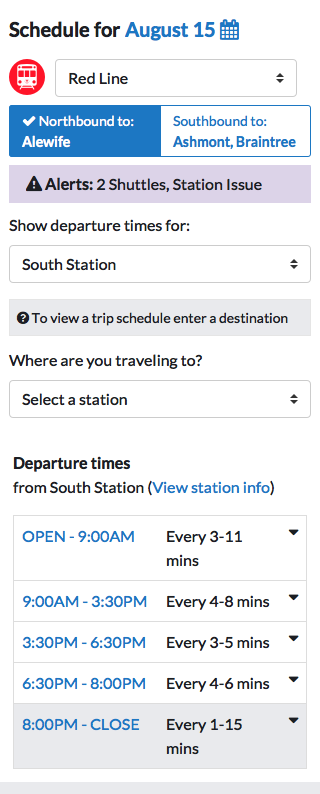 Schedule for August 15
Red Line
Northbound to:
Alewife
Southbound to:
Ashmont, Braintree
Alerts: 2 Shuttles, Station Issue
Show departure times for:
South Station
To view a trip schedule enter a destination
Where are you traveling to?
Select a station
Departure times
from South Station (View station info)
OPEN - 9:00AM Every 3-11
mins
9:00AM - 3:30PM Every 4-8 mins
3:30PM - 6:30PM Every 3-5 mins
6:30PM - 8:00PM Every 4-6 mins
8:00PM - CLOSE Every 1-15
mins